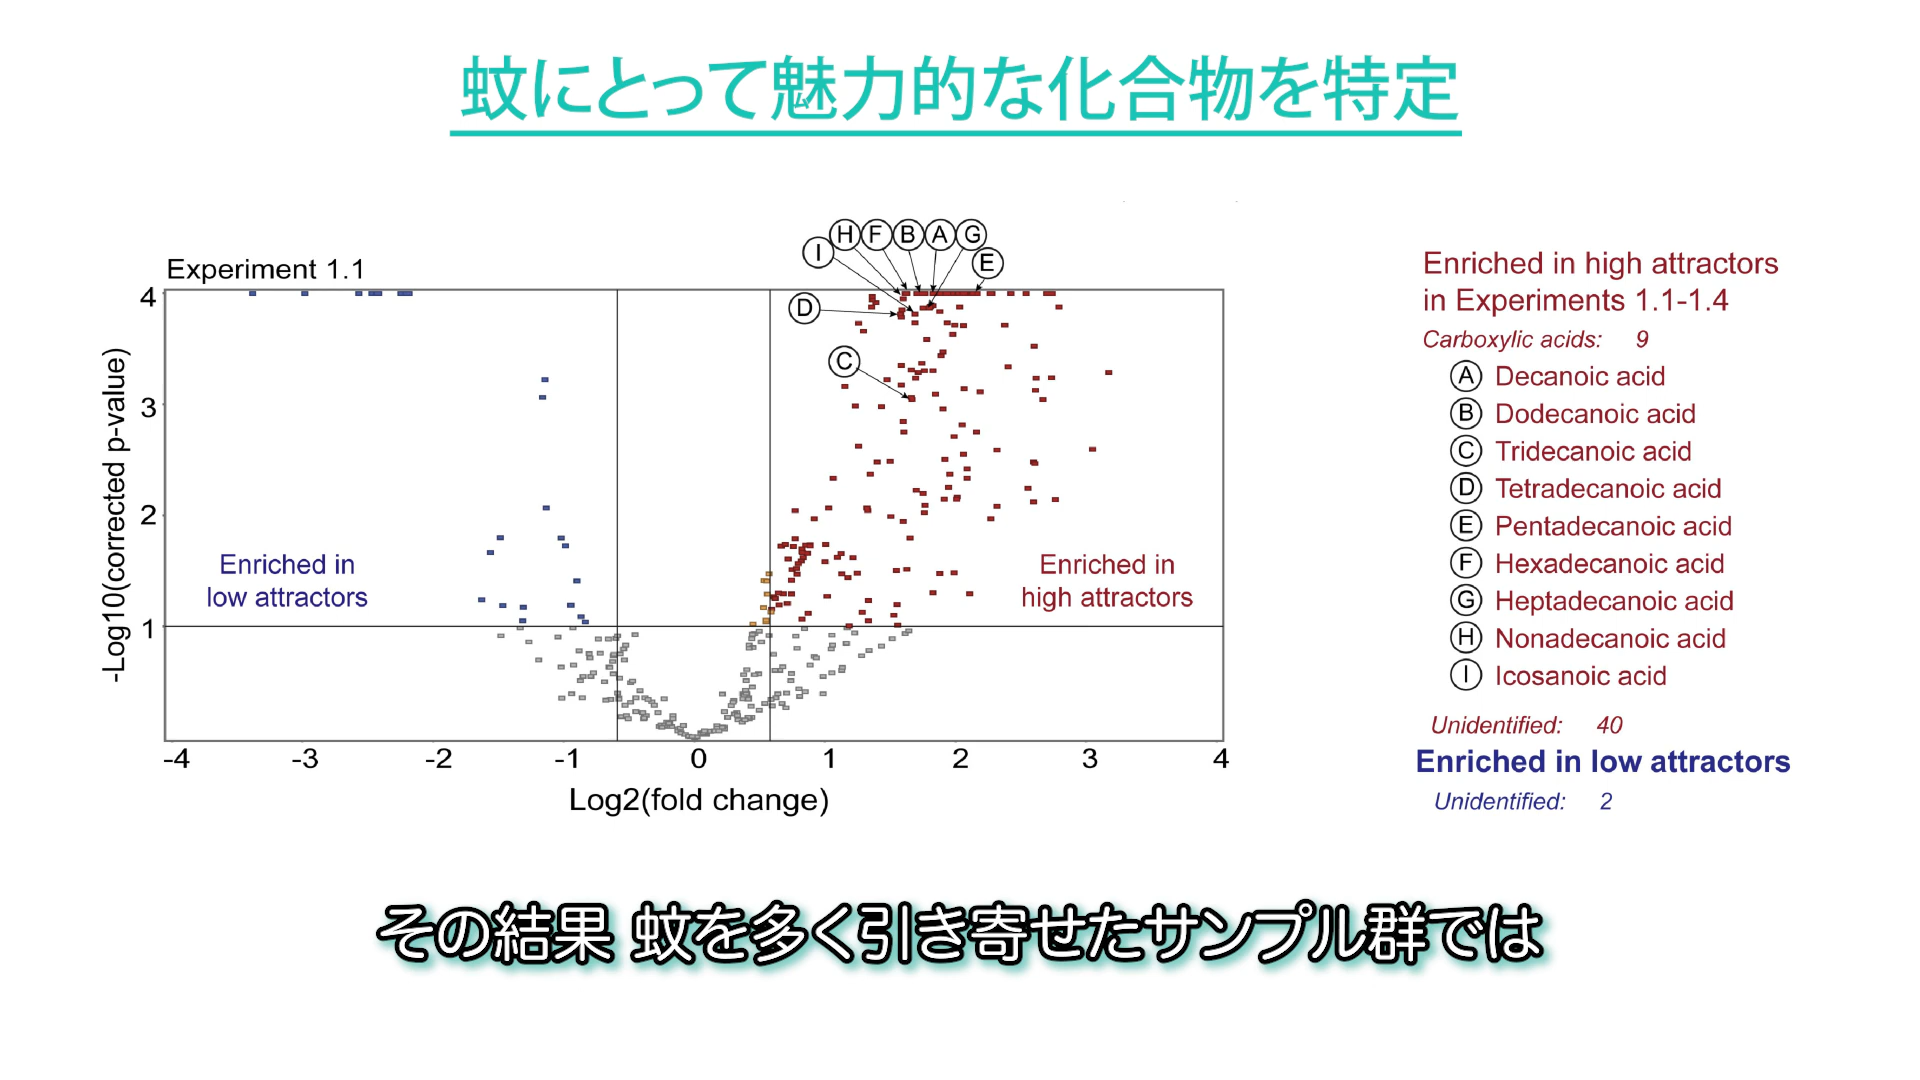 蚊にとって魅力的な化合物を特定
Experiment 1.1
H F B A G
I E
D
C
4
3
2
1
-Log10(corrected p-value)
Enriched in
low attractors
Enriched in
high attractors
-4 -3 -2 -1 0 1 2 3 4
Log2(fold change)
Enriched in high attractors
in Experiments 1.1-1.4
Carboxylic acids: 9
A Decanoic acid
B Dodecanoic acid
C Tridecanoic acid
D Tetradecanoic acid
E Pentadecanoic acid
F Hexadecanoic acid
G Heptadecanoic acid
H Nonadecanoic acid
I Icosanoic acid
Unidentified: 40
Enriched in low attractors
Unidentified: 2
その結果 蚊を多く引き寄せたサンプル群では